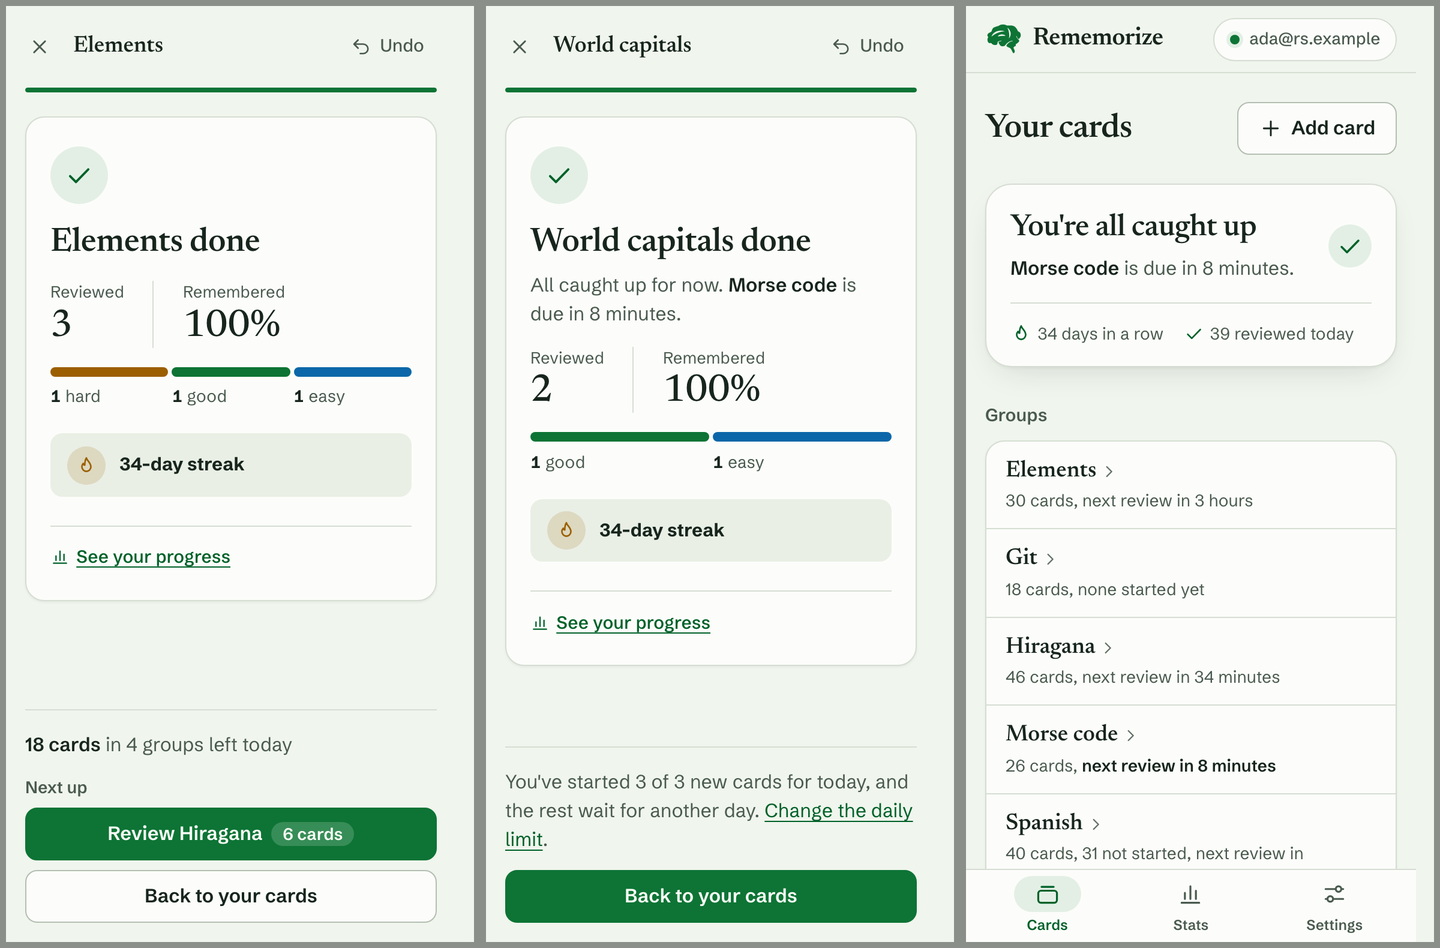 Elements
Undo
Elements done
Reviewed
3
Remembered
100%
1 hard
1 good
1 easy
34-day streak
See your progress
18 cards in 4 groups left today
Next up
Review Hiragana 6 cards
Back to your cards
World capitals
Undo
World capitals done
All caught up for now. Morse code is
due in 8 minutes.
Reviewed
2
Remembered
100%
1 good
1 easy
34-day streak
See your progress
You've started 3 of 3 new cards for today, and
the rest wait for another day. Change the daily
limit.
Back to your cards
Rememorize
ada@rs.example
Your cards
Add card
You're all caught up
Morse code is due in 8 minutes.
34 days in a row
39 reviewed today
Groups
Elements
30 cards, next review in 3 hours
Git
18 cards, none started yet
Hiragana
46 cards, next review in 34 minutes
Morse code
26 cards, next review in 8 minutes
Spanish
40 cards, 31 not started, next review in
Cards
Stats
Settings